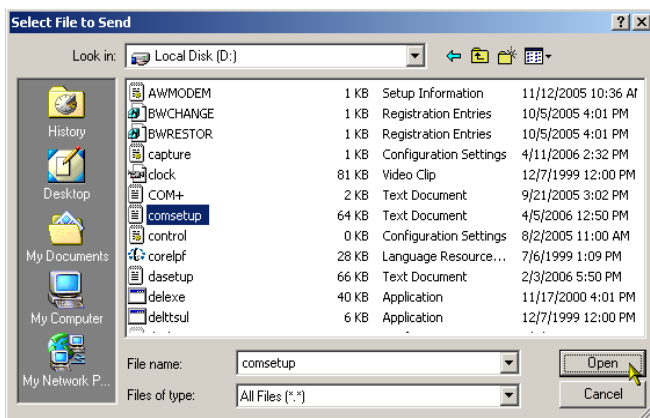 Select File to Send
Look in: Local Disk (D:)
AWMODEM 1 KB Setup Information 11/12/2005 10:36 AM
BWCHANGE 1 KB Registration Entries 10/5/2005 4:01 PM
BWRESTOR 1 KB Registration Entries 10/5/2005 4:01 PM
capture 1 KB Configuration Settings 4/11/2006 2:32 PM
clock 81 KB Video Clip 12/7/1999 12:00 PM
COM+ 2 KB Text Document 9/21/2005 3:02 PM
comsetup 64 KB Text Document 4/5/2006 12:50 PM
control 0 KB Configuration Settings 8/2/2005 11:00 AM
corelpf 28 KB Language Resource... 7/6/1999 1:09 PM
dasetup 66 KB Text Document 2/3/2006 5:50 PM
delexe 40 KB Application 11/17/2000 4:01 PM
delttsul 6 KB Application 12/7/1999 12:00 PM
History
Desktop
My Documents
My Computer
My Network P...
File name: comsetup Open
Files of type: All Files (*.*) Cancel